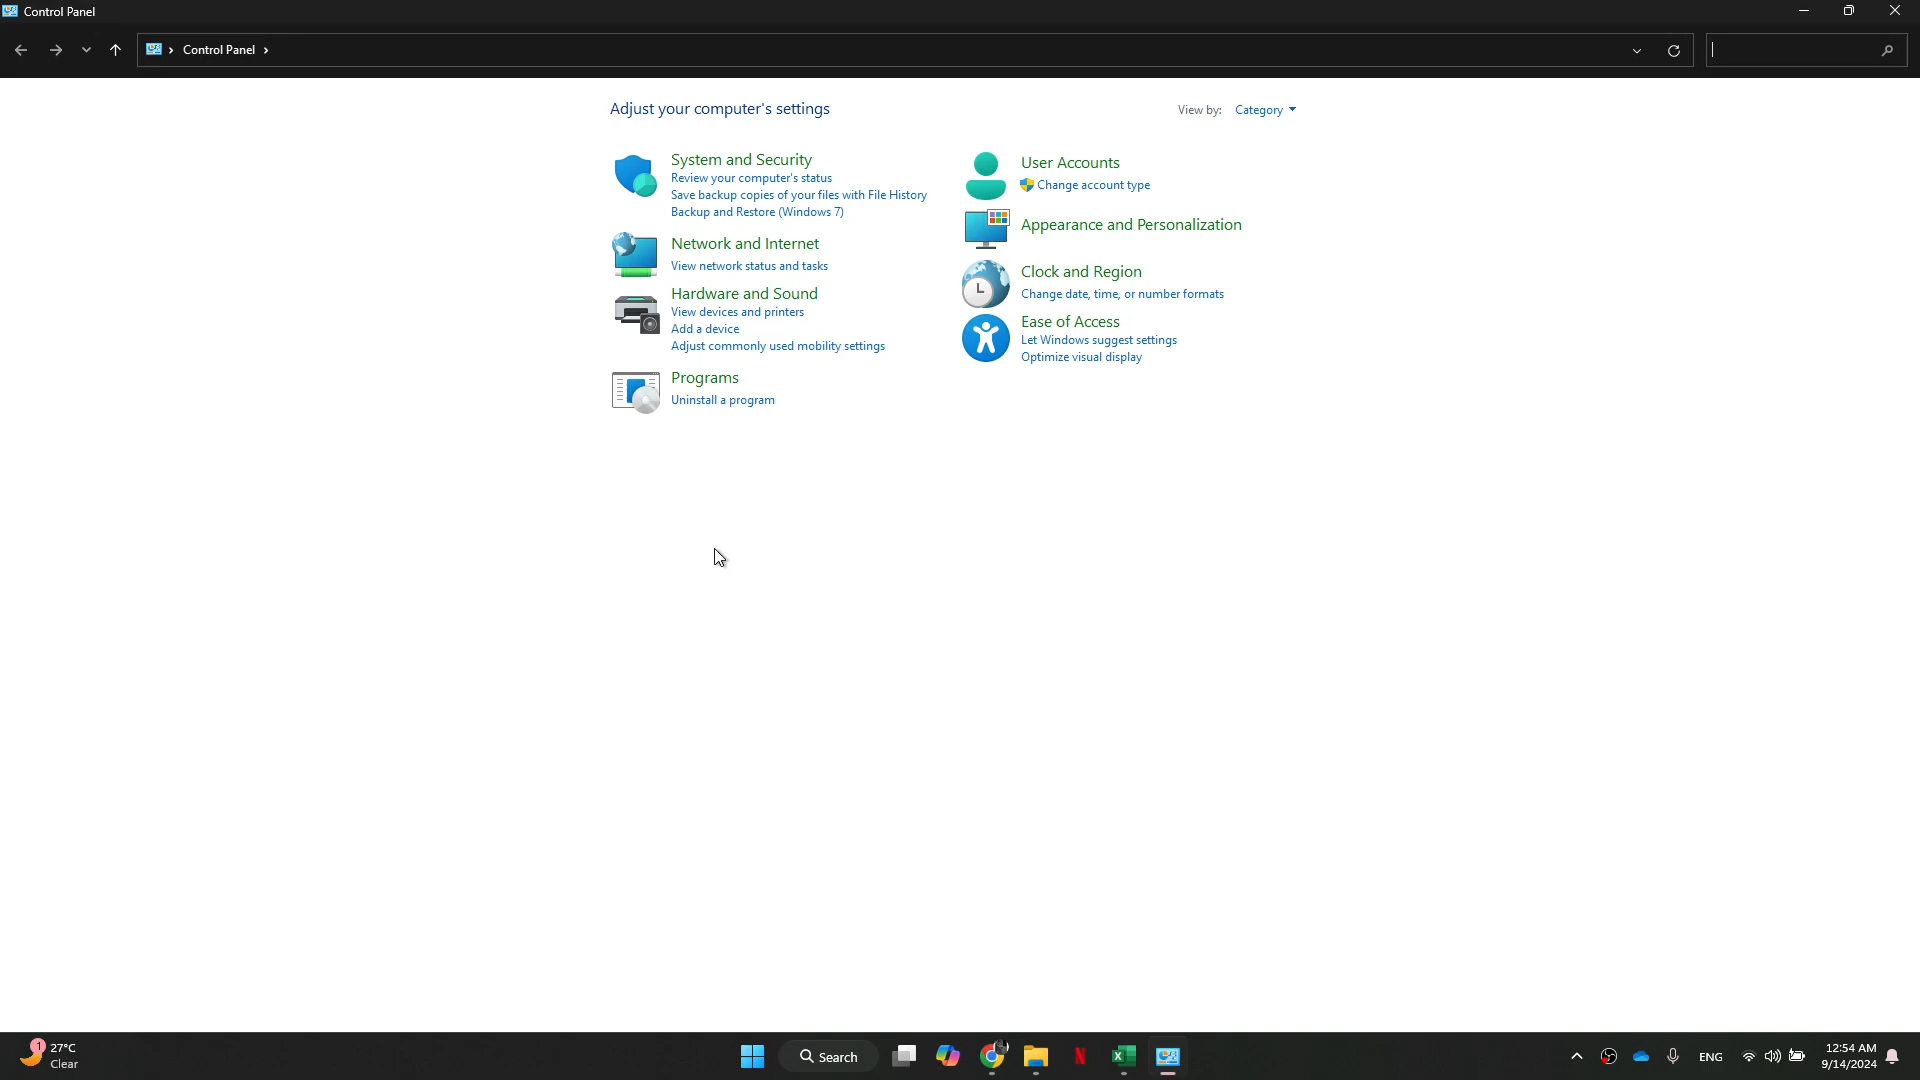 Control Panel
Control Panel
Adjust your computer's settings
View by: Category
System and Security
Review your computer's status
Save backup copies of your files with File History
Backup and Restore (Windows 7)
Network and Internet
View network status and tasks
Hardware and Sound
View devices and printers
Add a device
Adjust commonly used mobility settings
Programs
Uninstall a program
User Accounts
Change account type
Appearance and Personalization
Clock and Region
Change date, time, or number formats
Ease of Access
Let Windows suggest settings
Optimize visual display
1
27°C
Clear
Search
ENG
12:54 AM
9/14/2024